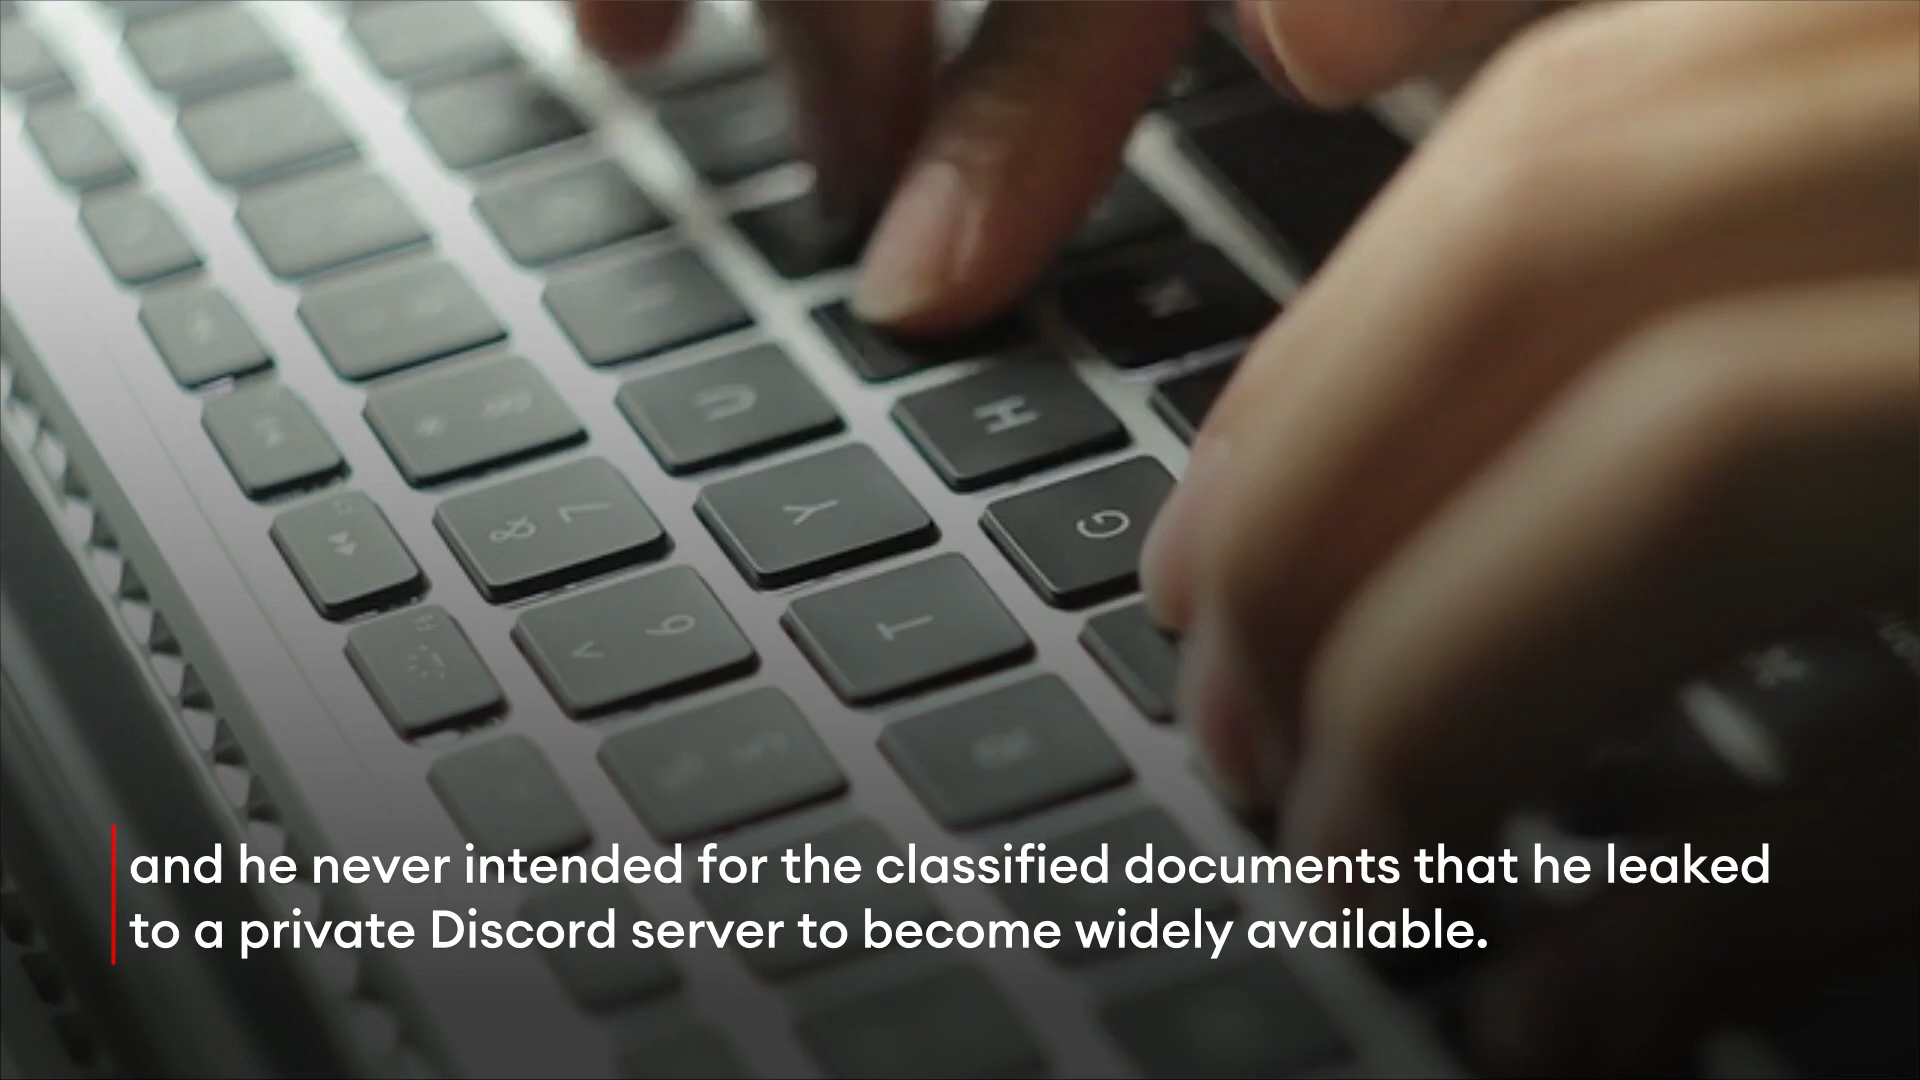 and he never intended for the classified documents that he leaked
to a private Discord server to become widely available.
U
H
& 7
Y
G
^ 6
T